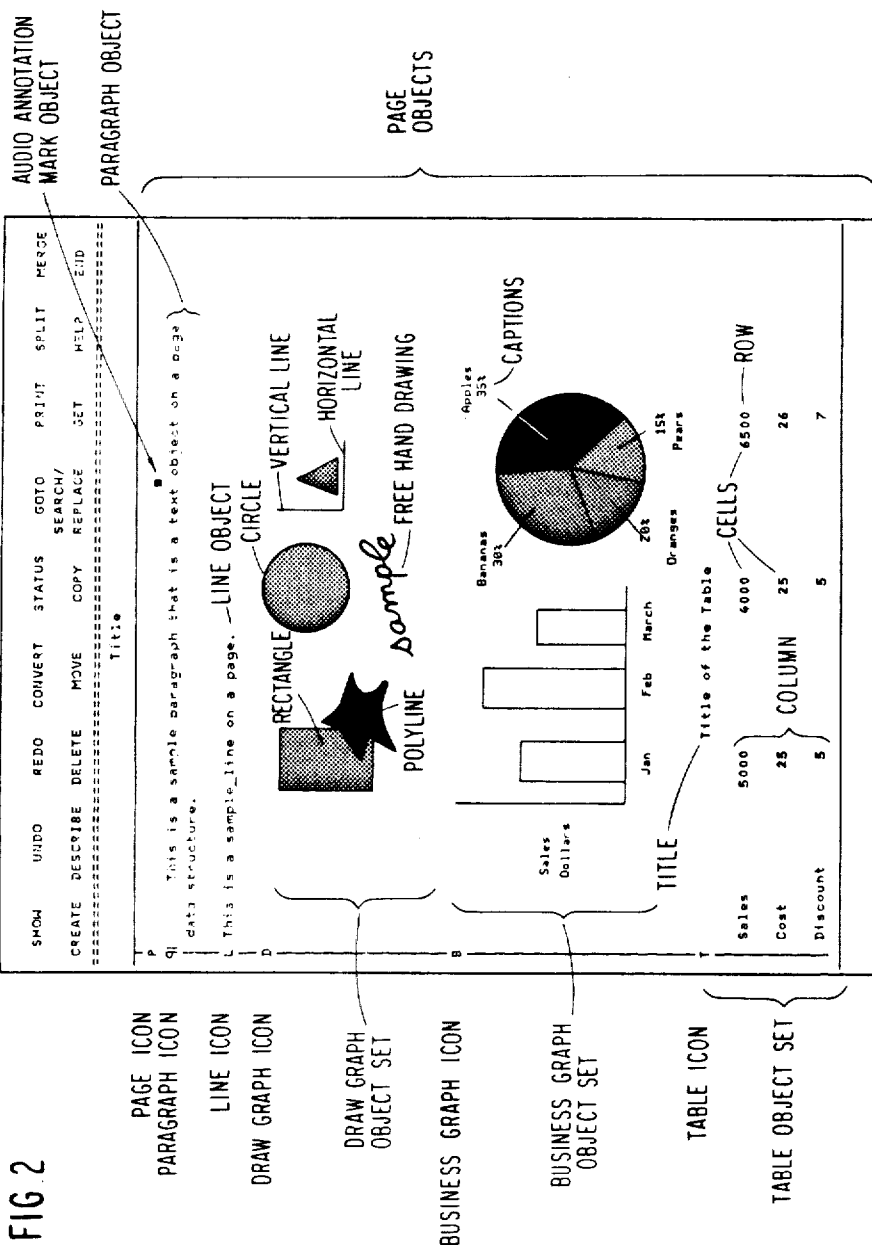 FIG.2
AUDIO ANNOTATION
MARK OBJECT
PARAGRAPH OBJECT
SHOW UNDO REDO CONVERT STATUS GOTO PRINT SPLIT MERGE
SEARCH/
CREATE DESCRIBE DELETE MOVE COPY REPLACE GET HELP END
Title
PAGE ICON
P
PARAGRAPH ICON
¶ This is a sample paragraph that is a text object on a page
data structure.
LINE ICON
L This is a sample_line on a page.
LINE OBJECT
DRAW GRAPH ICON
D
RECTANGLE
CIRCLE
VERTICAL LINE
HORIZONTAL
LINE
PAGE
OBJECTS
DRAW GRAPH
OBJECT SET
POLYLINE
sample
FREE HAND DRAWING
BUSINESS GRAPH ICON
B
Sales
Dollars
Jan Feb March
Bananas
30%
Apples
35%
CAPTIONS
20%
Oranges
15%
Pears
BUSINESS GRAPH
OBJECT SET
TITLE
Title of the Table
TABLE ICON
T
CELLS
ROW
Sales 5000 6000 6500
COLUMN
Cost 25 25 26
Discount 5 5 7
TABLE OBJECT SET